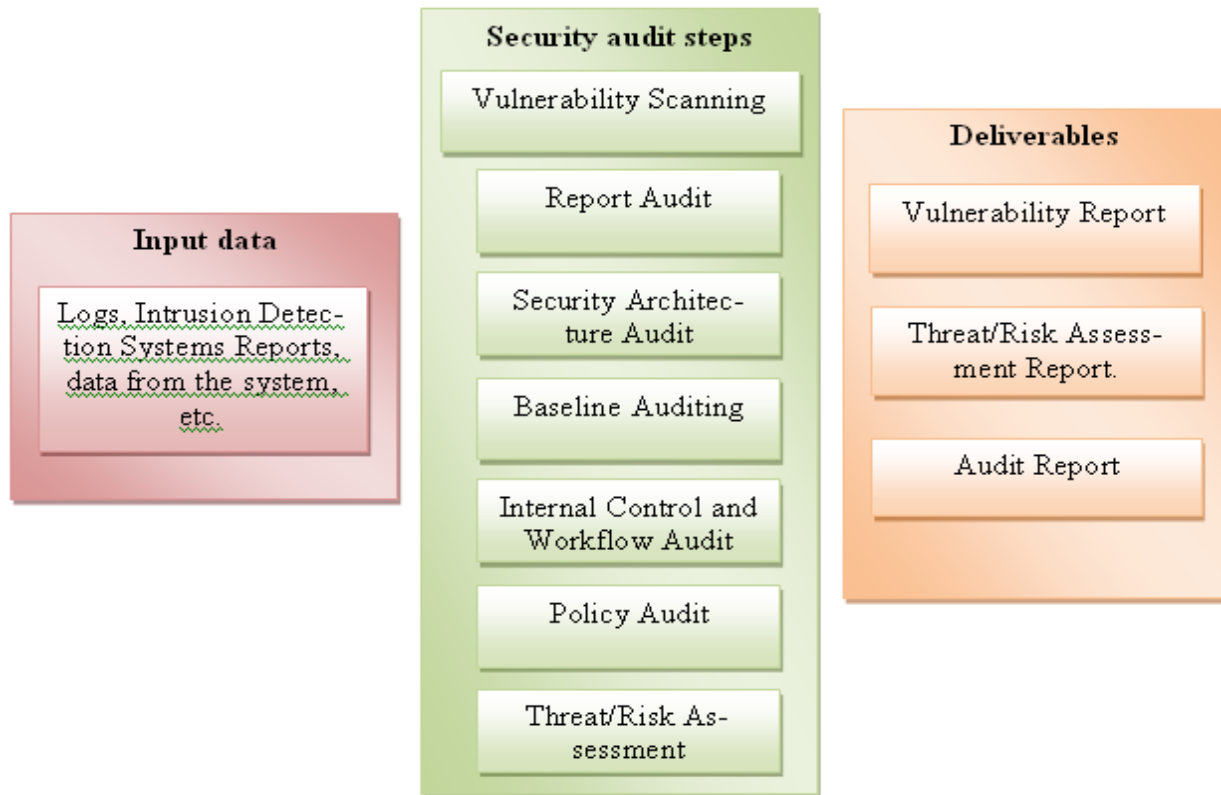 Input data
Logs, Intrusion Detec-
tion Systems Reports,
data from the system,
etc.
Security audit steps
Vulnerability Scanning
Report Audit
Security Architec-
ture Audit
Baseline Auditing
Internal Control and
Workflow Audit
Policy Audit
Threat/Risk As-
sessment
Deliverables
Vulnerability Report
Threat/Risk Assess-
ment Report.
Audit Report